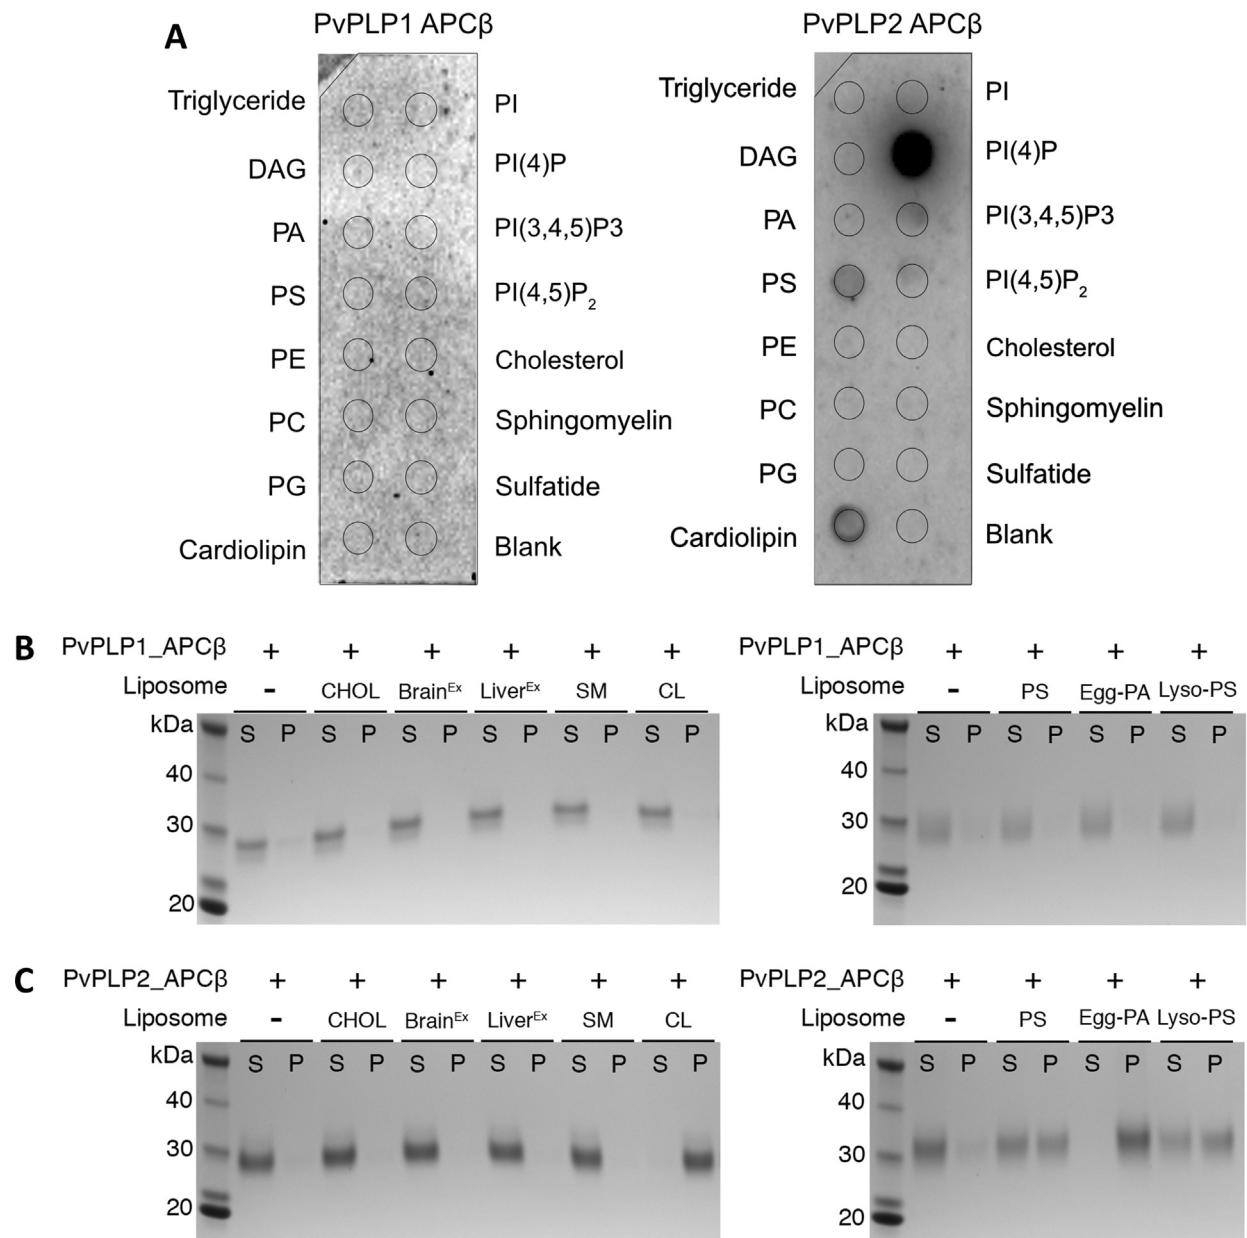 A
PvPLP1 APCβ
PvPLP2 APCβ
Triglyceride PI
DAG PI(4)P
PA PI(3,4,5)P3
PS PI(4,5)P2
PE Cholesterol
PC Sphingomyelin
PG Sulfatide
Cardiolipin Blank
Triglyceride PI
DAG PI(4)P
PA PI(3,4,5)P3
PS PI(4,5)P2
PE Cholesterol
PC Sphingomyelin
PG Sulfatide
Cardiolipin Blank
B PvPLP1_APCβ + + + + + +
Liposome - CHOL BrainEx LiverEx SM CL
kDa S P S P S P S P S P S P
40
30
20
PvPLP1_APCβ + + + +
Liposome - PS Egg-PA Lyso-PS
kDa S P S P S P S P
40
30
20
C PvPLP2_APCβ + + + + + +
Liposome - CHOL BrainEx LiverEx SM CL
kDa S P S P S P S P S P S P
40
30
20
PvPLP2_APCβ + + + +
Liposome - PS Egg-PA Lyso-PS
kDa S P S P S P S P
40
30
20